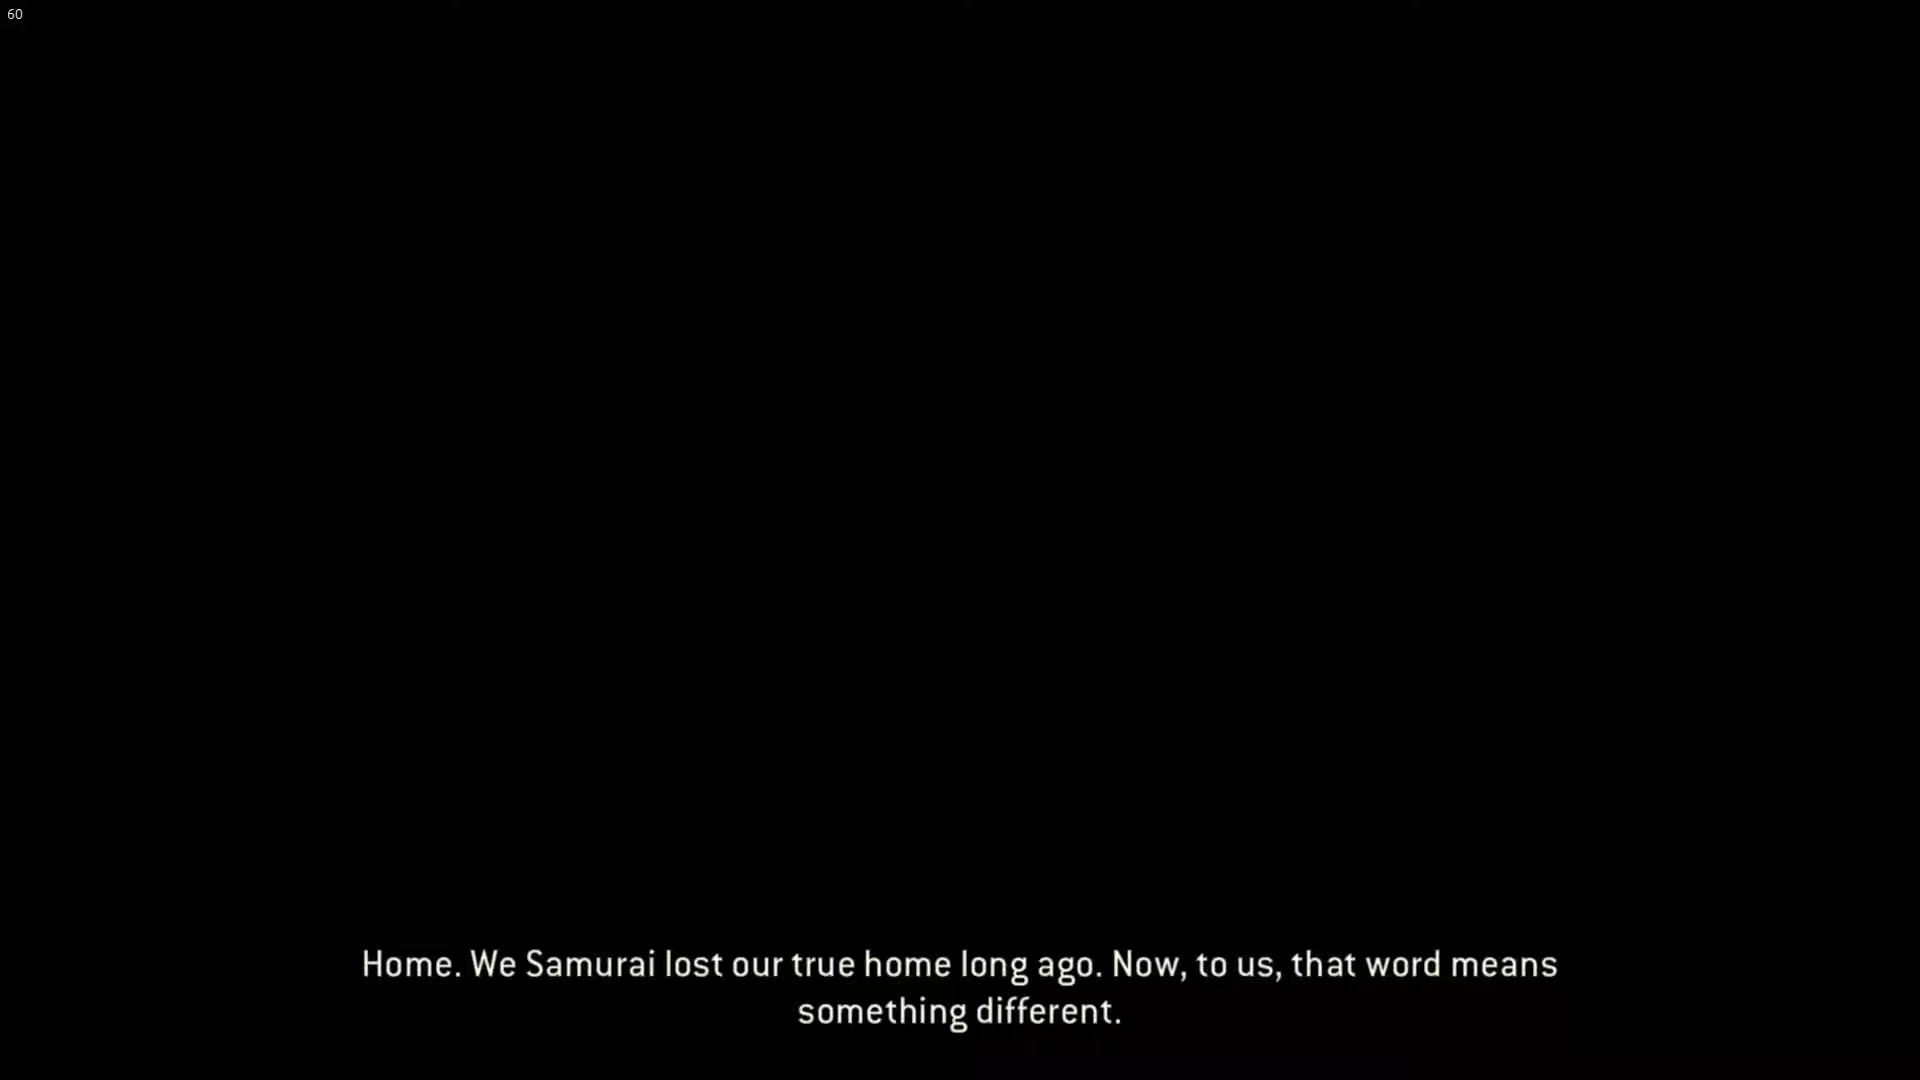 60
Home. We Samurai lost our true home long ago. Now, to us, that word means
something different.